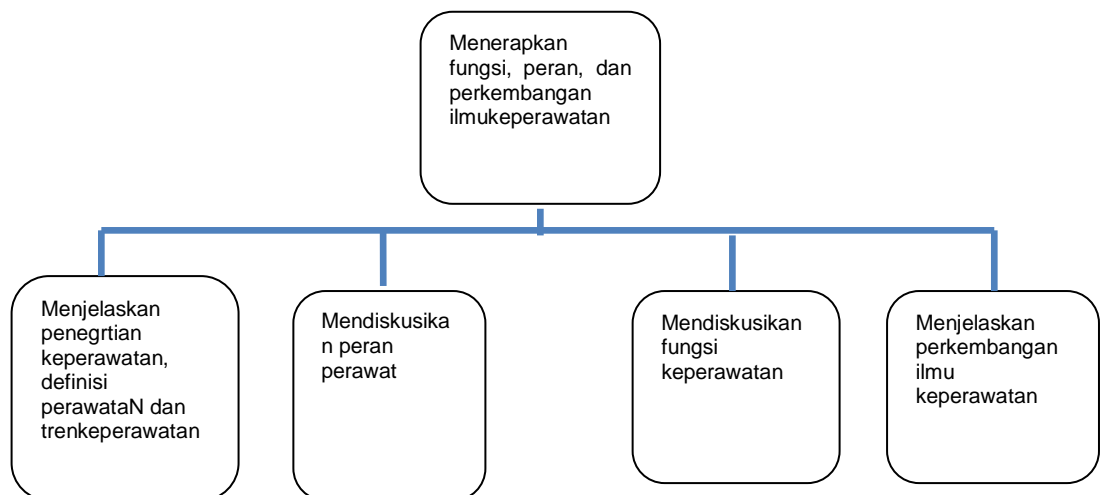 Menerapkan
fungsi, peran, dan
perkembangan
ilmukeperawatan
Menjelaskan
penegrtian
keperawatan,
definisi
perawataN dan
trenkeperawatan
Mendiskusika
n peran
perawat
Mendiskusikan
fungsi
keperawatan
Menjelaskan
perkembangan
ilmu
keperawatan